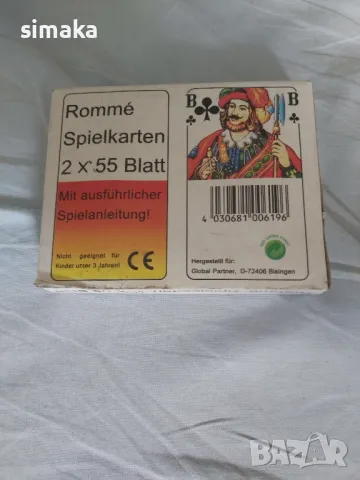 simaka
Rommé
Spielkarten
2 x 55 Blatt
Mit ausführlicher
Spielanleitung!
Nicht geeignet für
Kinder unter 3 Jahren!
CE
B B
4 030681 006196
Hergestellt für:
Global Partner, D-72406 Bisingen
BAZAR